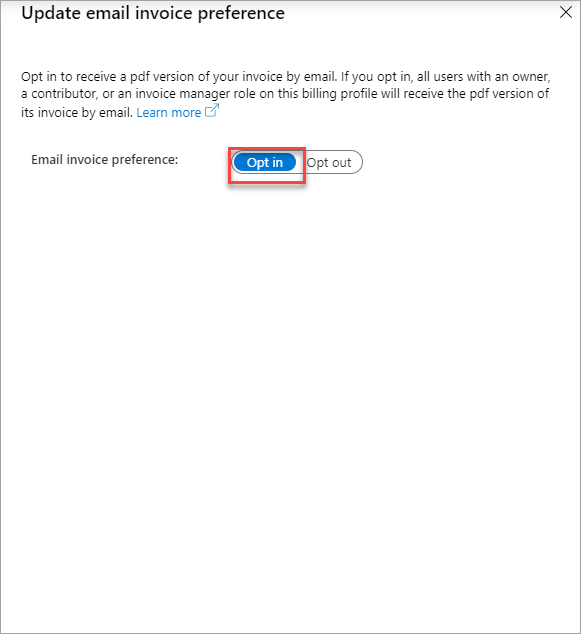 Update email invoice preference
Opt in to receive a pdf version of your invoice by email. If you opt in, all users with an owner,
a contributor, or an invoice manager role on this billing profile will receive the pdf version of
its invoice by email. Learn more
Email invoice preference: Opt in Opt out